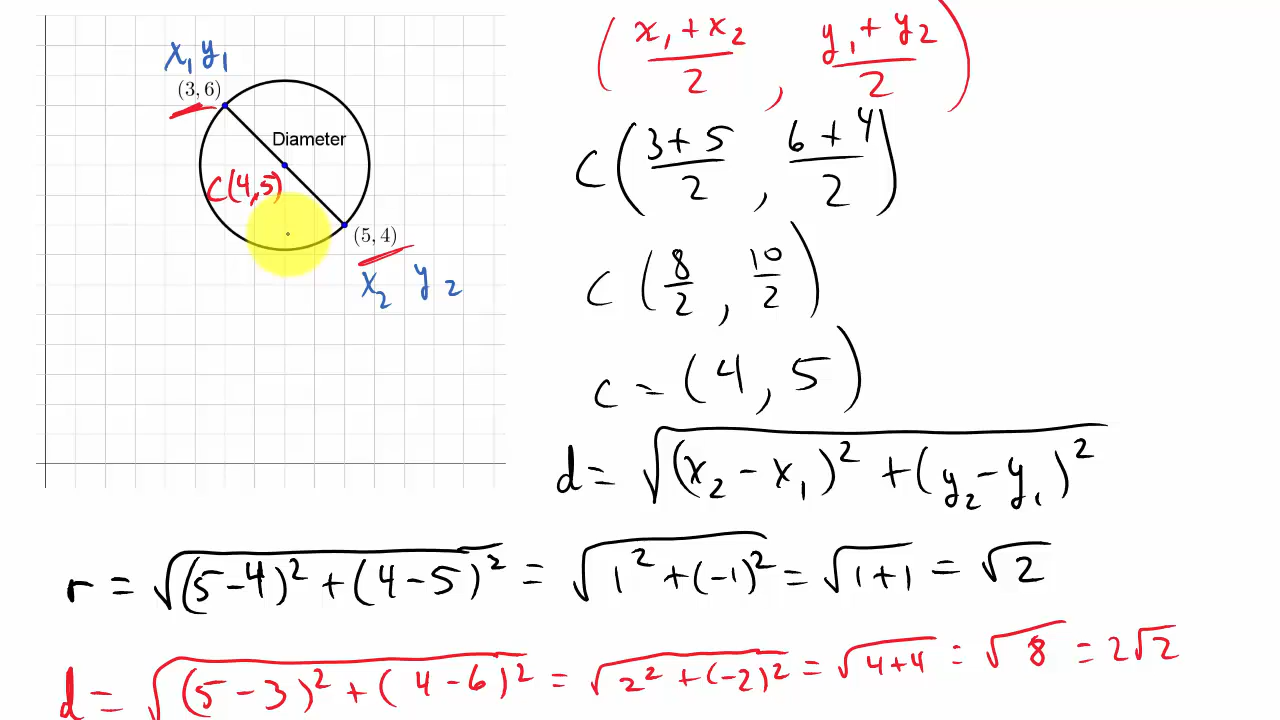 x₁ y₁
(3, 6)
Diameter
C(4,5)
(5, 4)
x₂ y₂
( (x₁ + x₂)/2 , (y₁ + y₂)/2 )
C ( (3+5)/2 , (6+4)/2 )
C ( 8/2 , 10/2 )
C = (4, 5)
d = √((x₂ - x₁)² + (y₂ - y₁)²)
r = √((5-4)² + (4-5)²) = √(1² + (-1)²) = √(1+1) = √2
d = √((5-3)² + (4-6)²) = √(2² + (-2)²) = √(4+4) = √8 = 2√2